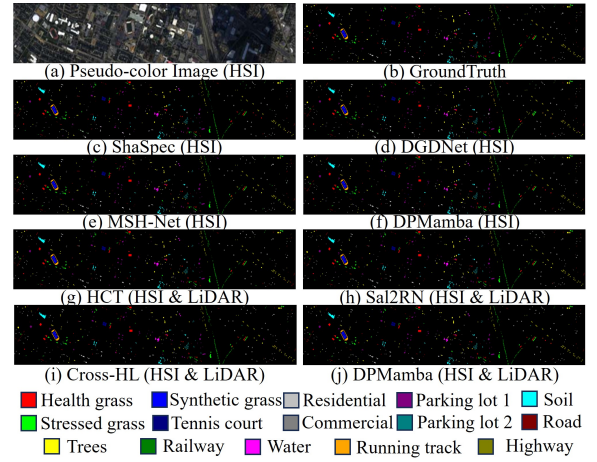 (a) Pseudo-color Image (HSI) (b) GroundTruth
(c) ShaSpec (HSI) (d) DGDNet (HSI)
(e) MSH-Net (HSI) (f) DPMamba (HSI)
(g) HCT (HSI & LiDAR) (h) Sal2RN (HSI & LiDAR)
(i) Cross-HL (HSI & LiDAR) (j) DPMamba (HSI & LiDAR)
Health grass Synthetic grass Residential Parking lot 1 Soil
Stressed grass Tennis court Commercial Parking lot 2 Road
Trees Railway Water Running track Highway